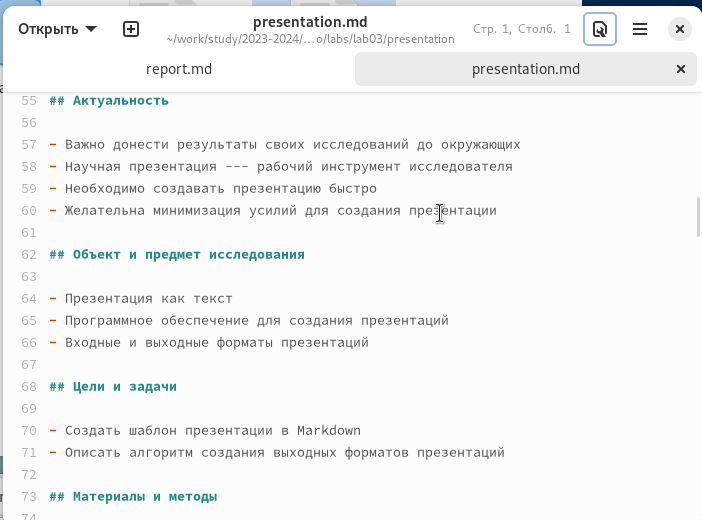 Открыть
presentation.md
~/work/study/2023-2024/…o/labs/lab03/presentation
Стр. 1, Столб. 1
report.md
presentation.md
55 ## Актуальность
56
57 - Важно донести результаты своих исследований до окружающих
58 - Научная презентация --- рабочий инструмент исследователя
59 - Необходимо создавать презентацию быстро
60 - Желательна минимизация усилий для создания презентации
61
62 ## Объект и предмет исследования
63
64 - Презентация как текст
65 - Программное обеспечение для создания презентаций
66 - Входные и выходные форматы презентаций
67
68 ## Цели и задачи
69
70 - Создать шаблон презентации в Markdown
71 - Описать алгоритм создания выходных форматов презентаций
72
73 ## Материалы и методы
74